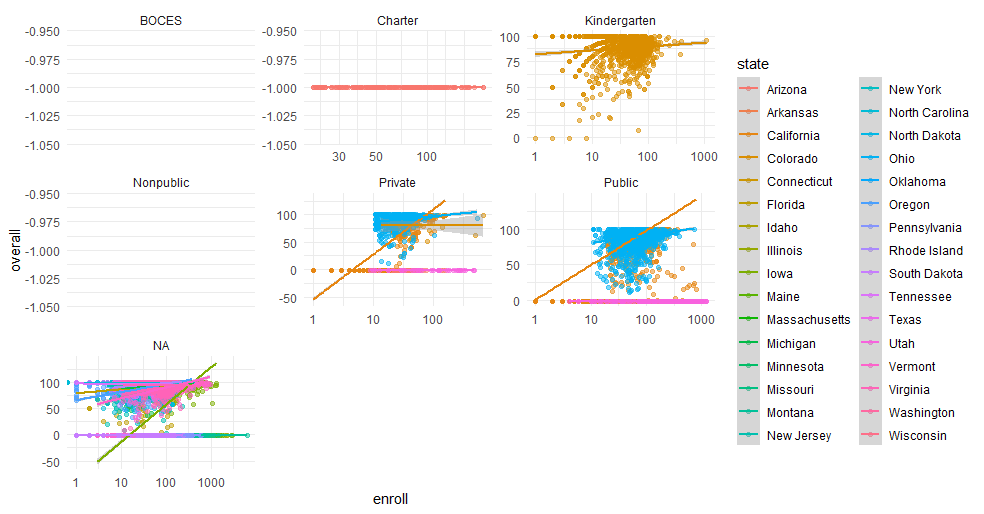 BOCES
Charter
Kindergarten
-0.950
-0.975
-1.000
-1.025
-1.050
-0.950
-0.975
-1.000
-1.025
-1.050
30 50 100
100
75
50
25
0
1 10 100 1000
Nonpublic
Private
Public
-0.950
-0.975
-1.000
-1.025
-1.050
100
50
0
-50
1 10 100
100
50
0
1 10 100 1000
NA
100
50
0
-50
1 10 100 1000
overall
enroll
state
Arizona
Arkansas
California
Colorado
Connecticut
Florida
Idaho
Illinois
Iowa
Maine
Massachusetts
Michigan
Minnesota
Missouri
Montana
New Jersey
New York
North Carolina
North Dakota
Ohio
Oklahoma
Oregon
Pennsylvania
Rhode Island
South Dakota
Tennessee
Texas
Utah
Vermont
Virginia
Washington
Wisconsin